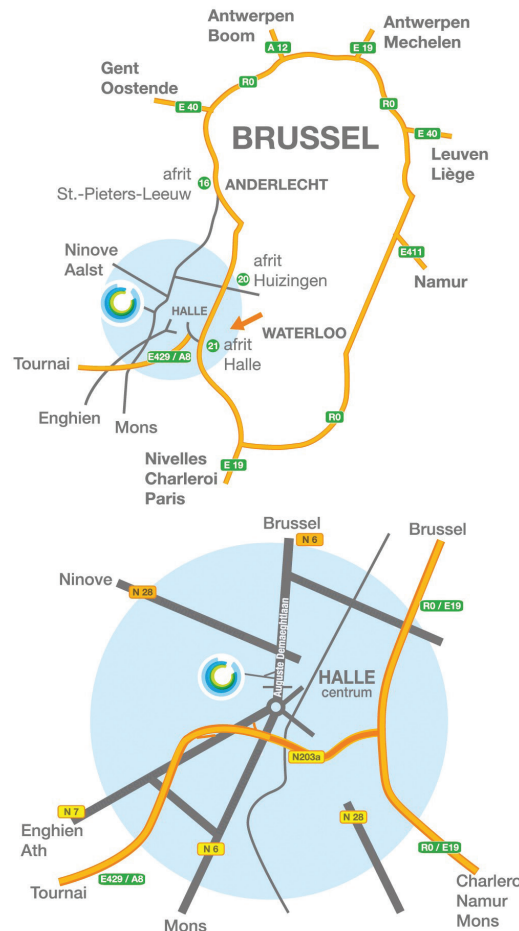 Antwerpen
Boom
A 12
Antwerpen
Mechelen
E 19
R0
R0
Gent
Oostende
E 40
BRUSSEL
E 40
Leuven
Liège
afrit
St.-Pieters-Leeuw
16
ANDERLECHT
Ninove
Aalst
afrit
Huizingen
20
E411
Namur
HALLE
WATERLOO
21
afrit
Halle
Tournai
E429 / A8
Enghien
Mons
R0
Nivelles
Charleroi
Paris
E 19
Brussel
N 6
Brussel
Ninove
N 28
R0 / E19
Auguste Demaeghtlaan
HALLE
centrum
N203a
N 7
Enghien
Ath
N 6
N 28
R0 / E19
Tournai
E429 / A8
Mons
Charleroi
Namur
Mons